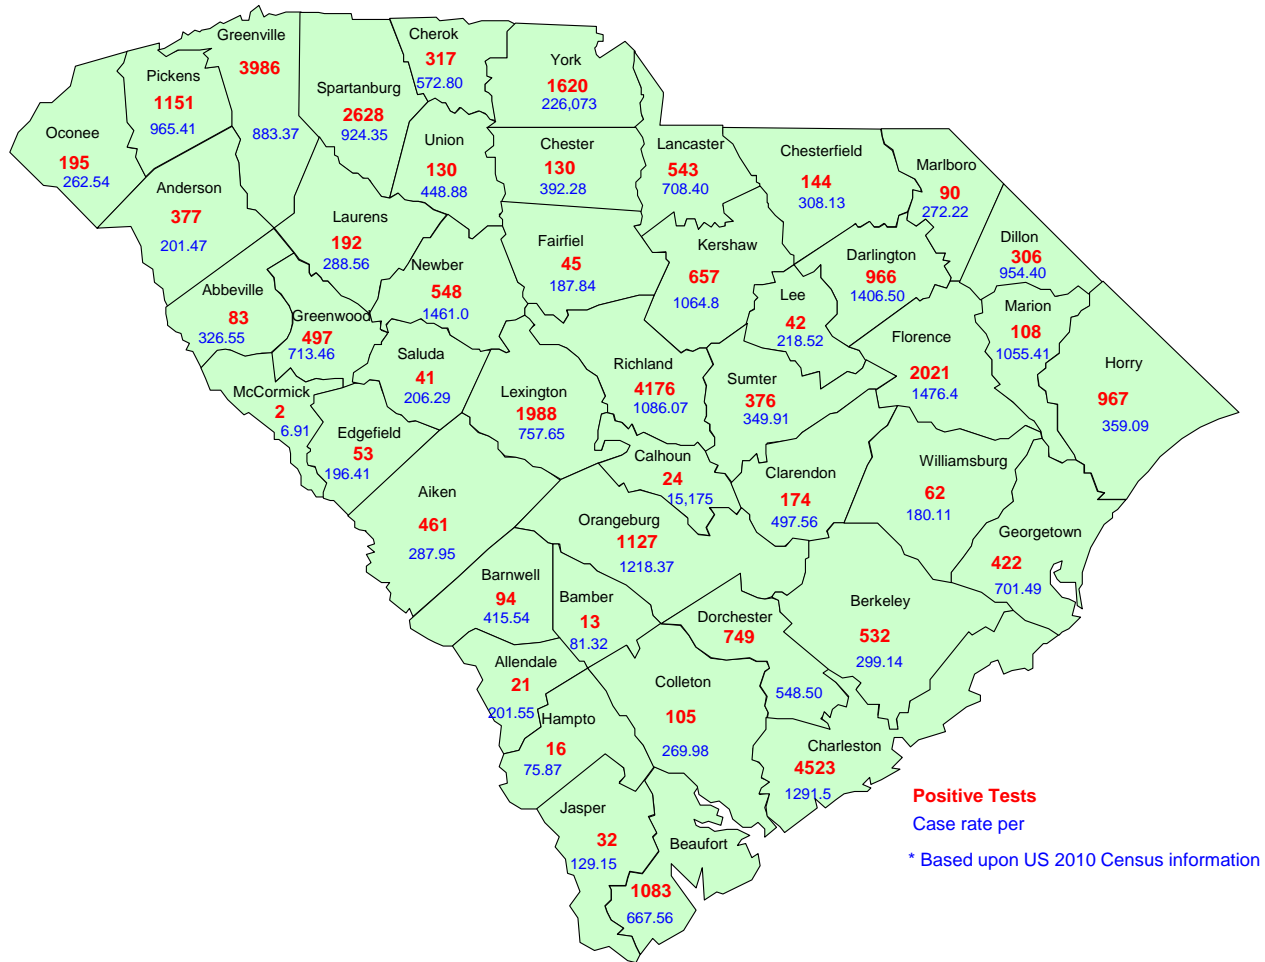 Greenville
3986
883.37
Cherok
317
572.80
York
1620
226,073
Pickens
1151
965.41
Spartanburg
2628
924.35
Oconee
195
262.54
Union
130
448.88
Chester
130
392.28
Lancaster
543
708.40
Chesterfield
144
308.13
Marlboro
90
272.22
Anderson
377
201.47
Laurens
192
288.56
Newber
548
1461.0
Fairfiel
45
187.84
Kershaw
657
1064.8
Darlington
966
1406.50
Dillon
306
954.40
Abbeville
83
326.55
Greenwood
497
713.46
Lee
42
218.52
Marion
108
1055.41
Saluda
41
206.29
Florence
2021
1476.4
Horry
967
359.09
McCormick
2
6.91
Lexington
1988
757.65
Richland
4176
1086.07
Sumter
376
349.91
Edgefield
53
196.41
Calhoun
24
15,175
Clarendon
174
497.56
Williamsburg
62
180.11
Aiken
461
287.95
Orangeburg
1127
1218.37
Georgetown
422
701.49
Barnwell
94
415.54
Bamber
13
81.32
Dorchester
749
548.50
Berkeley
532
299.14
Allendale
21
201.55
Colleton
105
269.98
Hampto
16
75.87
Charleston
4523
1291.5
Jasper
32
129.15
Beaufort
1083
667.56
Positive Tests
Case rate per
* Based upon US 2010 Census information